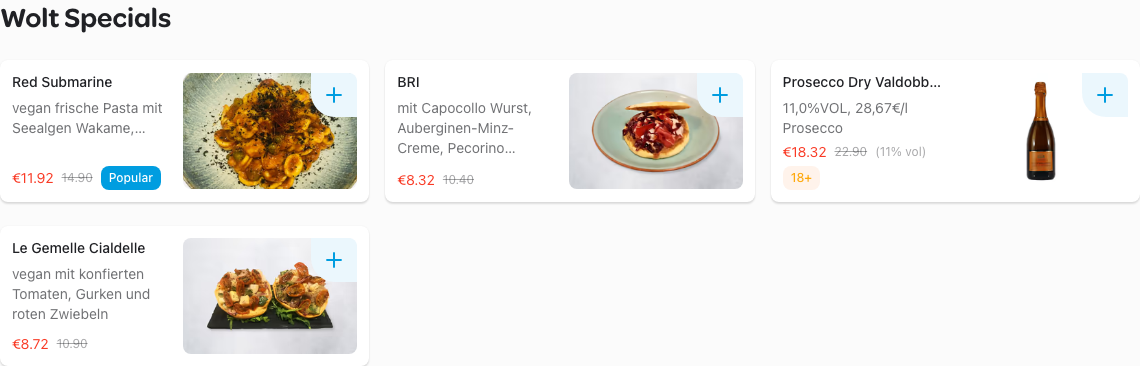 Wolt Specials
Red Submarine
vegan frische Pasta mit
Seealgen Wakame,...
€11.92 14.90 Popular
BRI
mit Capocollo Wurst,
Auberginen-Minz-
Creme, Pecorino...
€8.32 10.40
Prosecco Dry Valdobb...
11,0%VOL, 28,67€/l
Prosecco
€18.32 22.90 (11% vol)
18+
Le Gemelle Cialdelle
vegan mit konfierten
Tomaten, Gurken und
roten Zwiebeln
€8.72 10.90